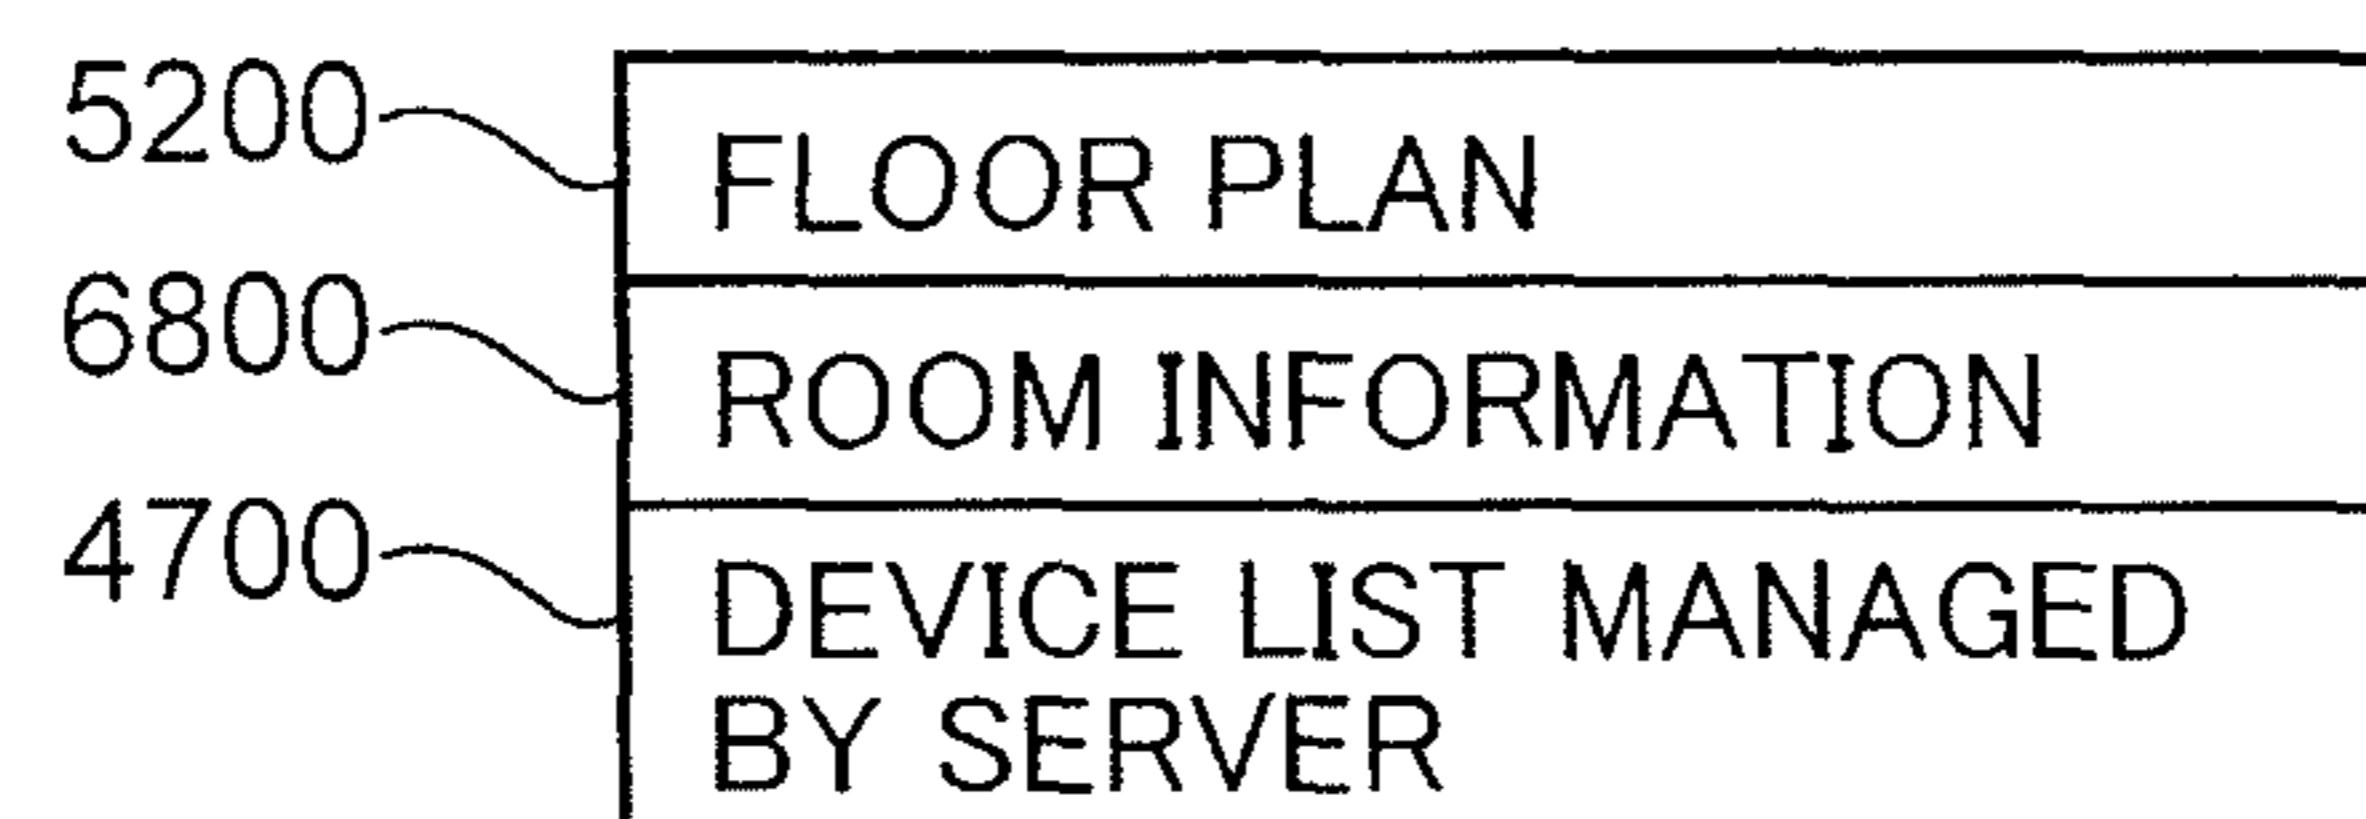 5200 FLOOR PLAN
6800 ROOM INFORMATION
4700 DEVICE LIST MANAGED
BY SERVER